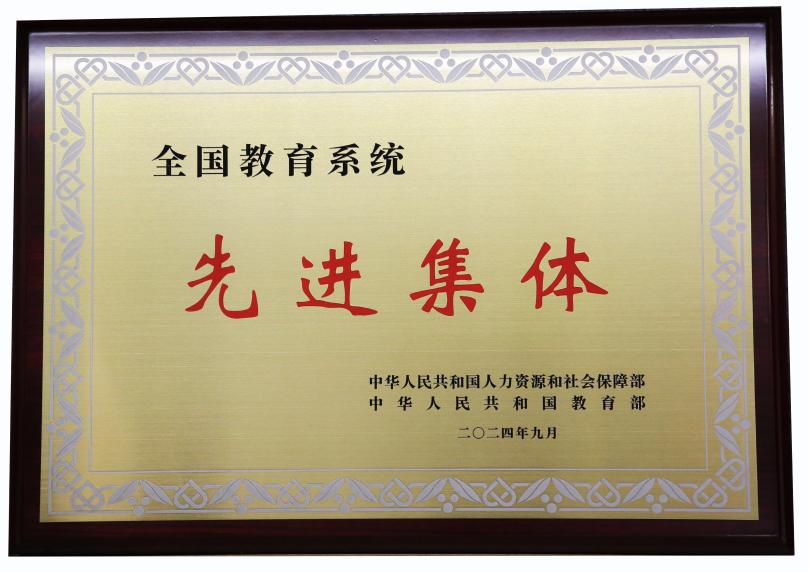 全国教育系统
先进集体
中华人民共和国人力资源和社会保障部
中华人民共和国教育部
二〇二四年九月